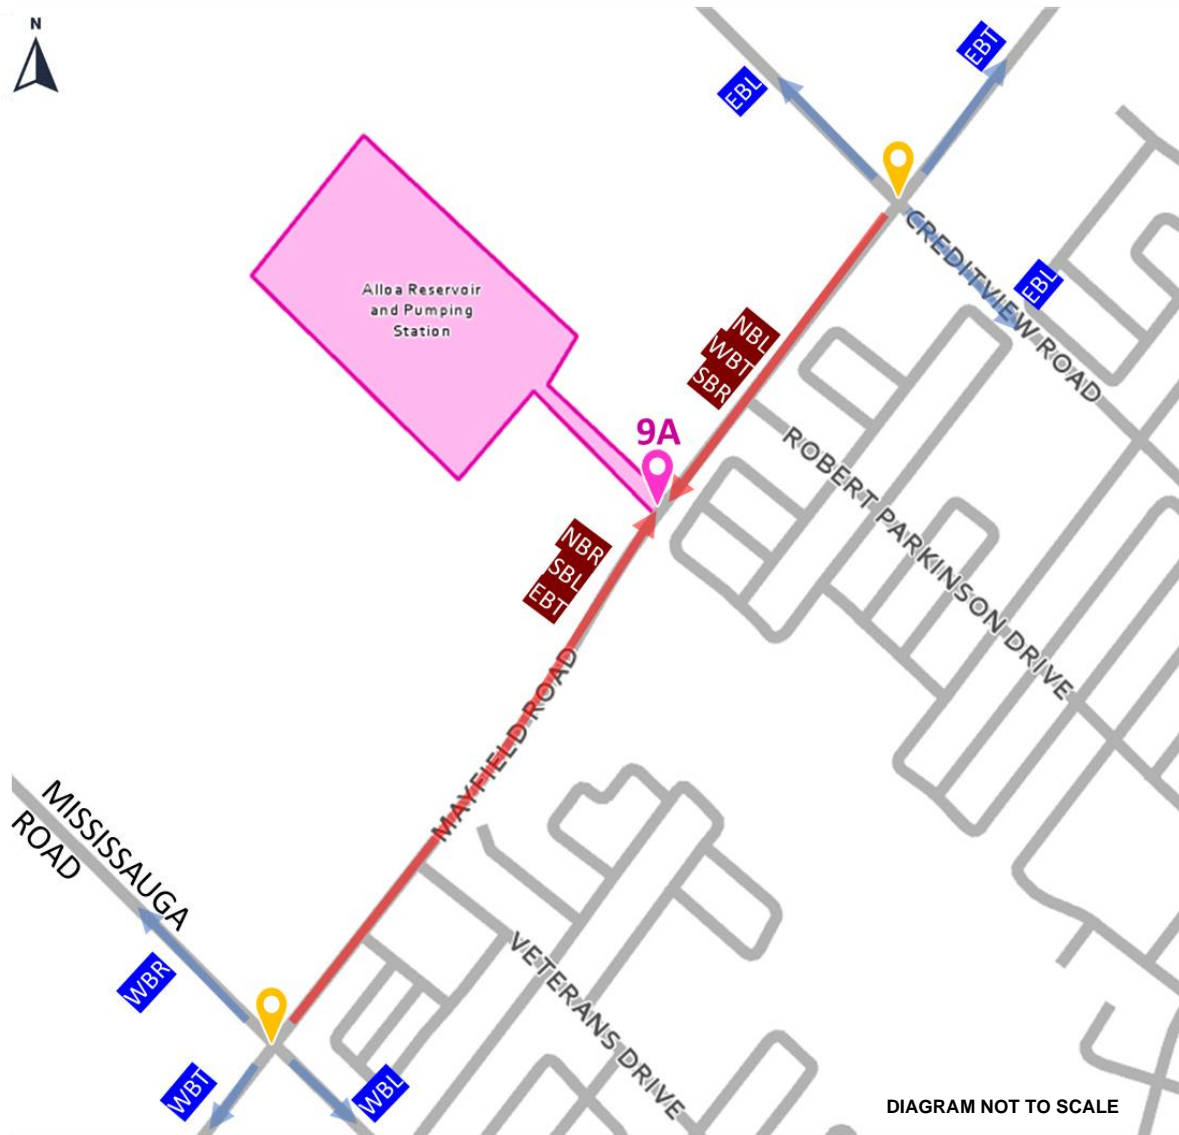 N
EBL
EBT
CREDITVIEW ROAD
EBL
Alloa Reservoir
and Pumping
Station
NBL
WBT
SBR
9A
ROBERT PARKINSON DRIVE
NBR
SBL
EBT
MAYFIELD ROAD
MISSISSAUGA
ROAD
WBR
VETERANS DRIVE
WBT
WBL
DIAGRAM NOT TO SCALE